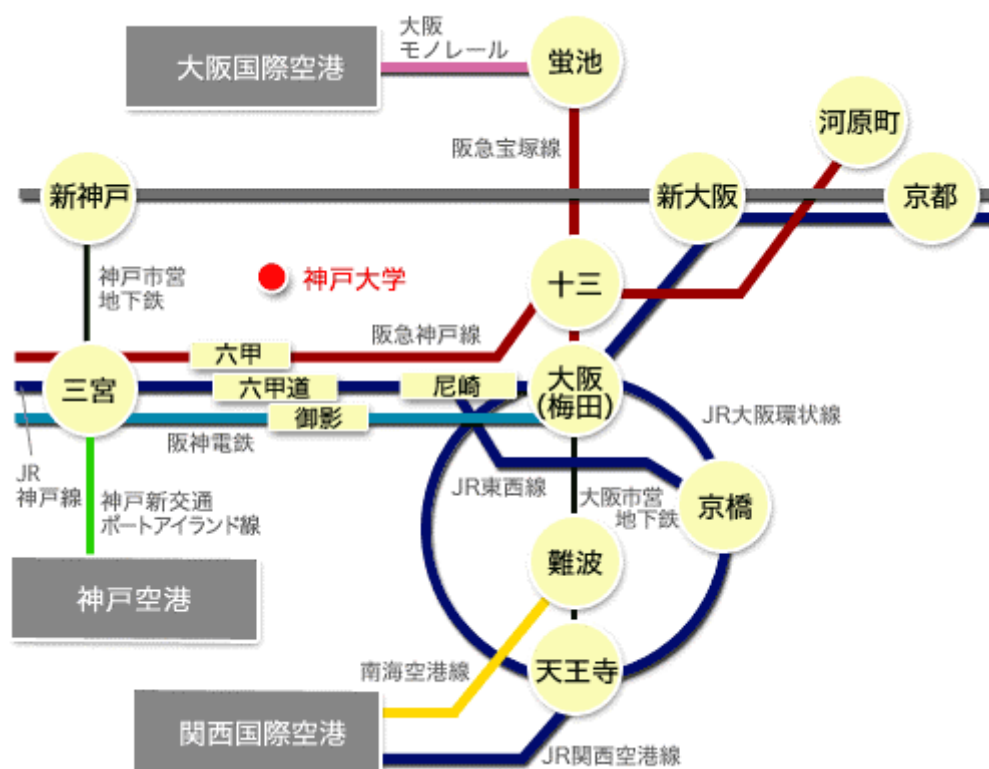 大阪
モノレール
大阪国際空港
蛍池
河原町
阪急宝塚線
新神戸
新大阪
京都
神戸市営
地下鉄
神戸大学
十三
阪急神戸線
六甲
三宮
六甲道
尼崎
大阪
(梅田)
御影
JR大阪環状線
阪神電鉄
JR
神戸線
JR東西線
大阪市営
地下鉄
京橋
神戸新交通
ポートアイランド線
難波
神戸空港
南海空港線
天王寺
関西国際空港
JR関西空港線